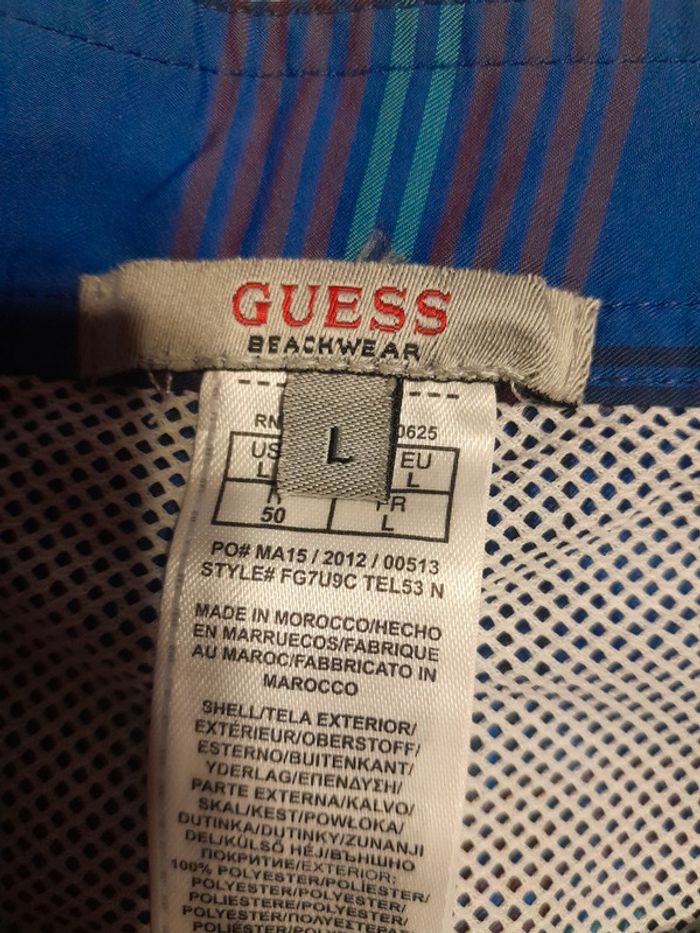 GUESS
BEACHWEAR
L
RN 0625
US EU
L L
IT FR
50 L
PO# MA15 / 2012 / 00513
STYLE# FG7U9C TEL53 N
MADE IN MOROCCO/HECHO
EN MARRUECOS/FABRIQUE
AU MAROC/FABBRICATO IN
MAROCCO
SHELL/TELA EXTERIOR/
EXTÉRIEUR/OBERSTOFF/
ESTERNO/BUITENKANT/
YDERLAG/ΕΠΕΝΔΥΣΗ/
PARTE EXTERNA/KALVO/
SKAL/KEST/POWŁOKA/
DUTINKA/DUTINKY/ZUNANJI
DEL/KÜLSŐ HÉJ/ВЪНШНО
ПОКРИТИЕ/EXTERIOR;
100% POLYESTER/POLIÉSTER/
POLYESTER/POLYESTER/
POLIESTERE/POLYESTER/
POLYESTER/ΠΟΛΥΕΣΤΕΡΑΣ/